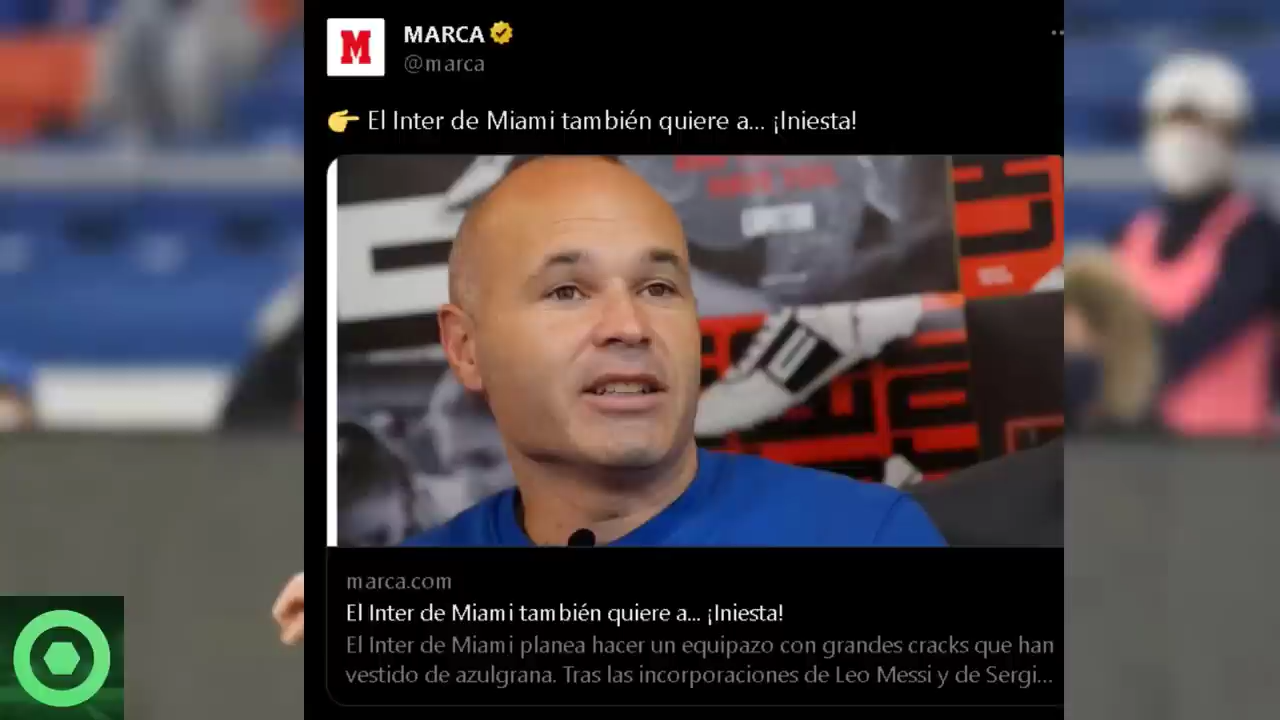 MARCA
@marca
👉 El Inter de Miami también quiere a... ¡Iniesta!
marca.com
El Inter de Miami también quiere a... ¡Iniesta!
El Inter de Miami planea hacer un equipazo con grandes cracks que han
vestido de azulgrana. Tras las incorporaciones de Leo Messi y de Sergi...